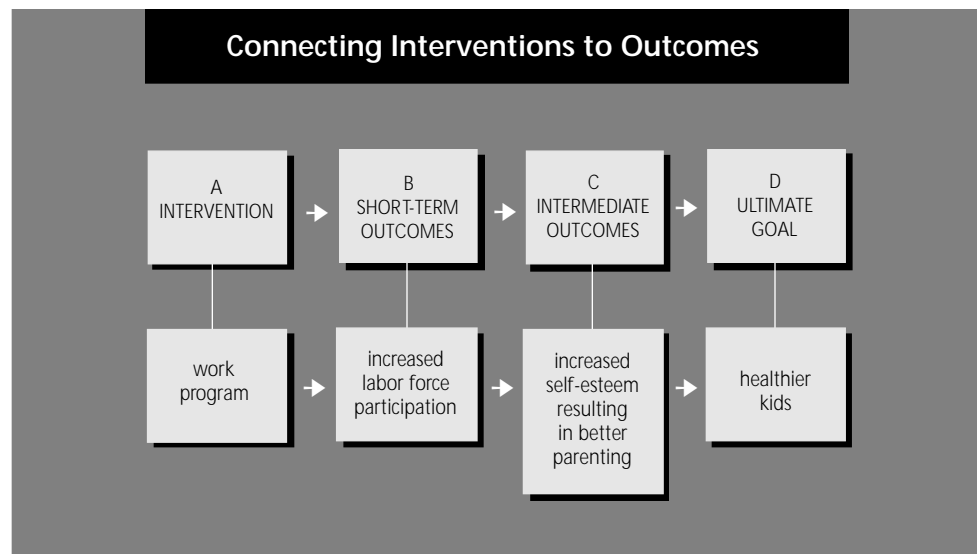 Connecting Interventions to Outcomes
A
INTERVENTION
B
SHORT-TERM
OUTCOMES
C
INTERMEDIATE
OUTCOMES
D
ULTIMATE
GOAL
work
program
increased
labor force
participation
increased
self-esteem
resulting
in better
parenting
healthier
kids